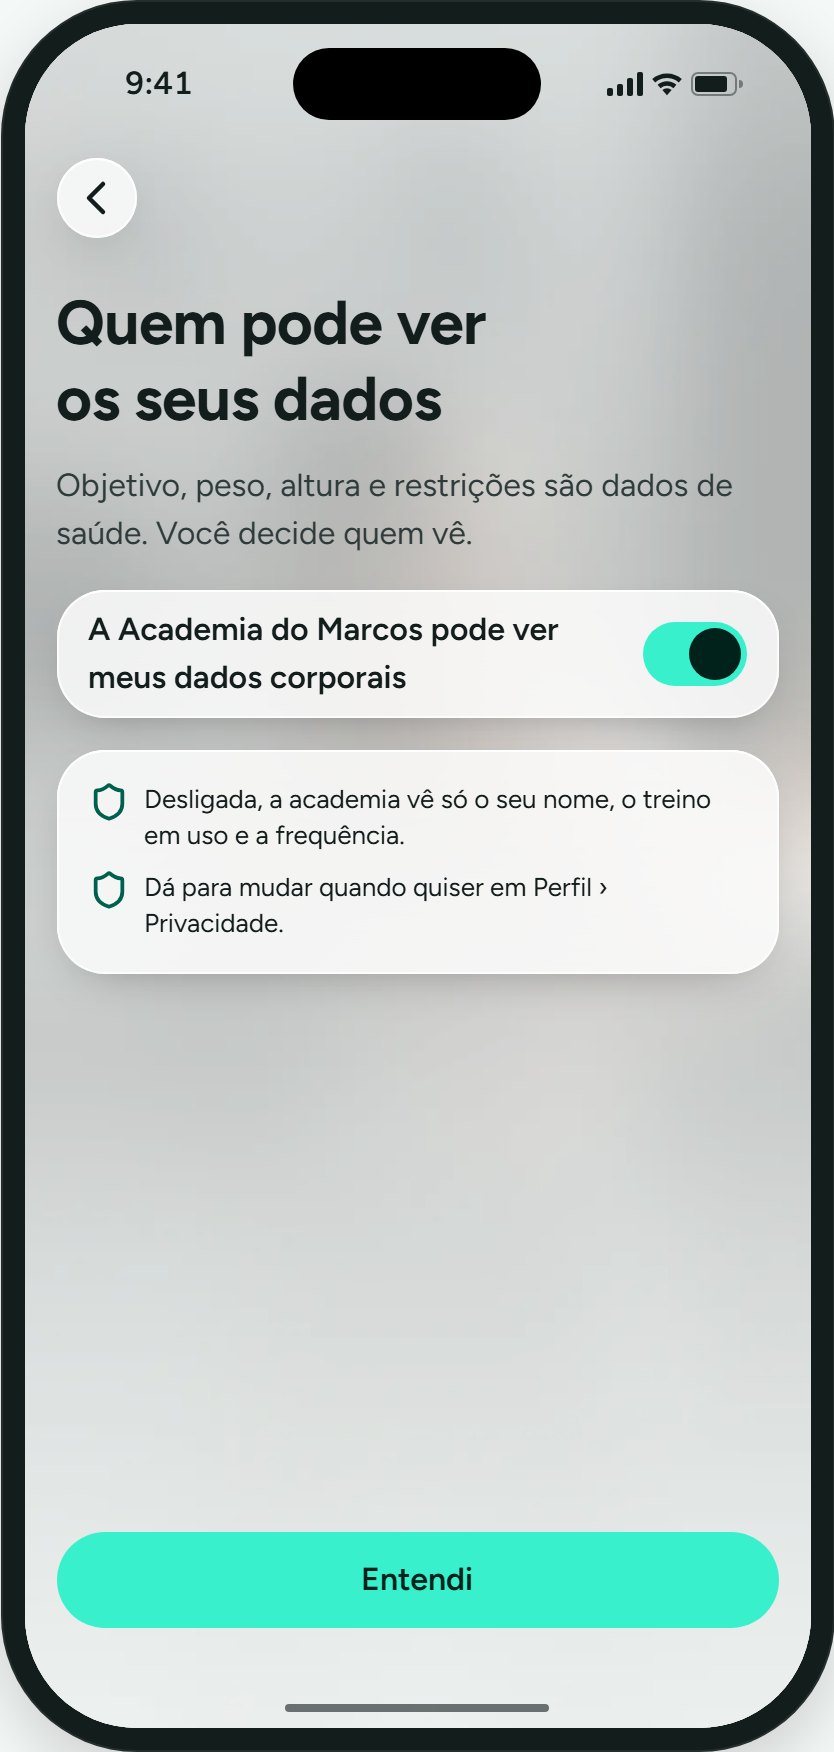 9:41
Quem pode ver
os seus dados
Objetivo, peso, altura e restrições são dados de
saúde. Você decide quem vê.
A Academia do Marcos pode ver
meus dados corporais
Desligada, a academia vê só o seu nome, o treino
em uso e a frequência.
Dá para mudar quando quiser em Perfil ›
Privacidade.
Entendi